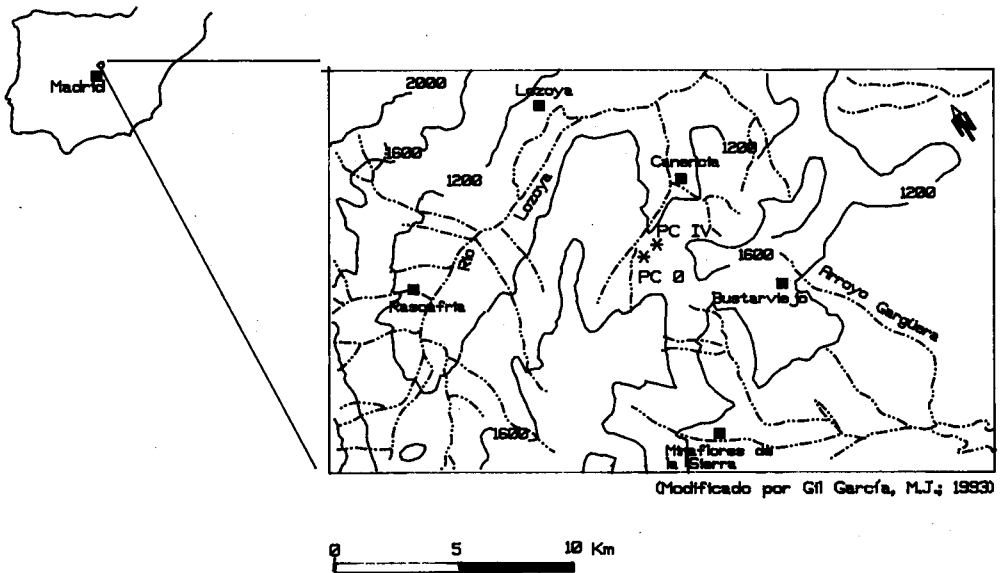 Madrid
2000
Lozoya
1600
1200
Canencia
1200
1200
Lozoya
Río
PC IV
1600
PC 0
Rascafría
Bustarviejo
Arroyo Gargüera
1600
Miraflores de
la Sierra
N
(Modificado por Gil García, M.J.; 1993)
0 5 10 Km